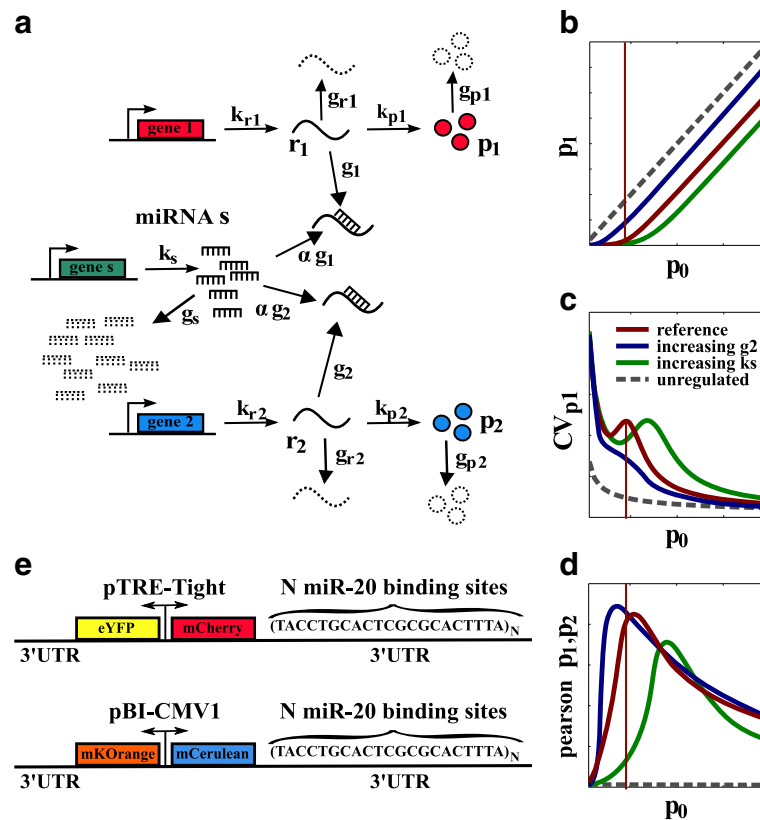 a
gene 1
k_r1
r_1
g_r1
k_p1
p_1
g_p1
g_1
miRNA s
gene s
k_s
α g_1
α g_2
g_s
g_2
gene 2
k_r2
r_2
g_r2
k_p2
p_2
g_p2
b
p_1
p_0
c
reference
increasing g2
increasing ks
unregulated
CV_p1
p_0
d
pearson p_1,p_2
p_0
e
pTRE-Tight
N miR-20 binding sites
eYFP
mCherry
(TACCTGCACTCGCGCACTTTA)_N
3'UTR
3'UTR
pBI-CMV1
N miR-20 binding sites
mKOrange
mCerulean
(TACCTGCACTCGCGCACTTTA)_N
3'UTR
3'UTR